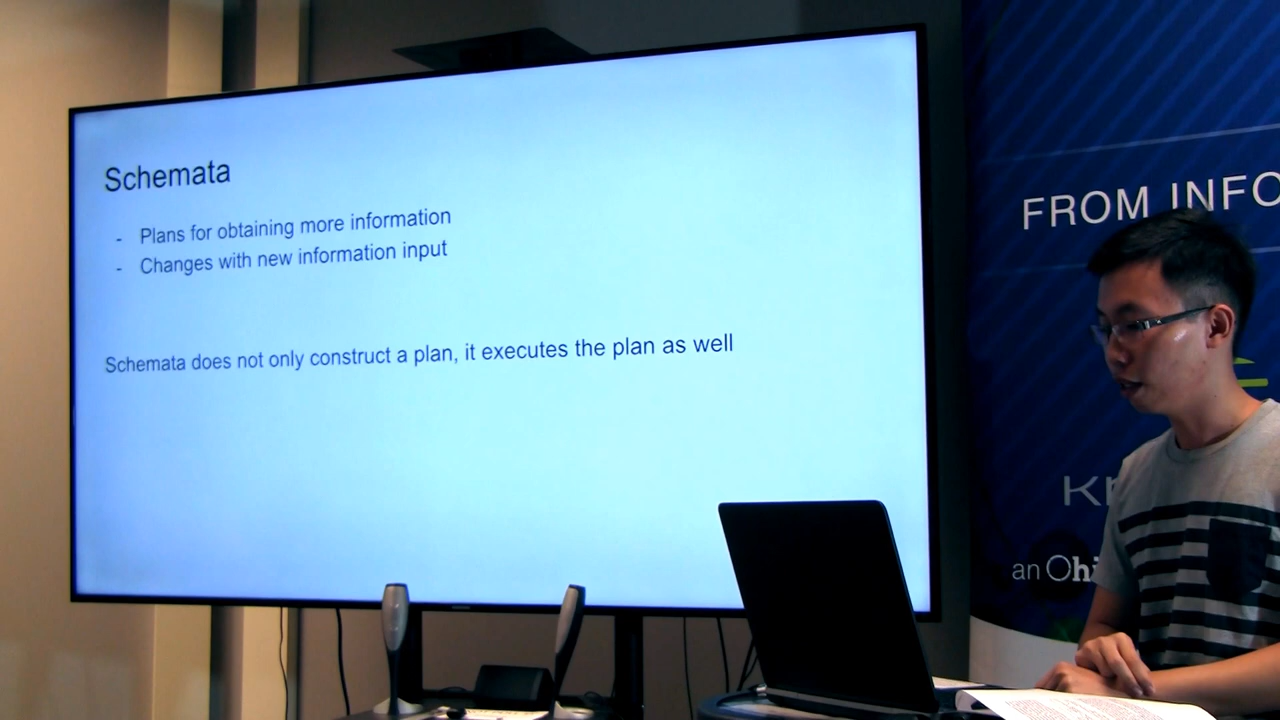 Schemata
- Plans for obtaining more information
- Changes with new information input
Schemata does not only construct a plan, it executes the plan as well
FROM INFO
an Ohi